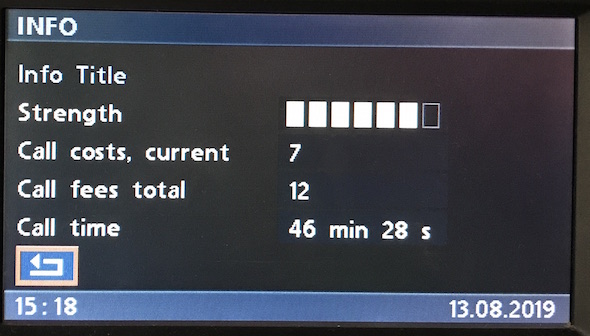 INFO
Info Title
Strength
Call costs, current 7
Call fees total 12
Call time 46 min 28 s
15:18 13.08.2019